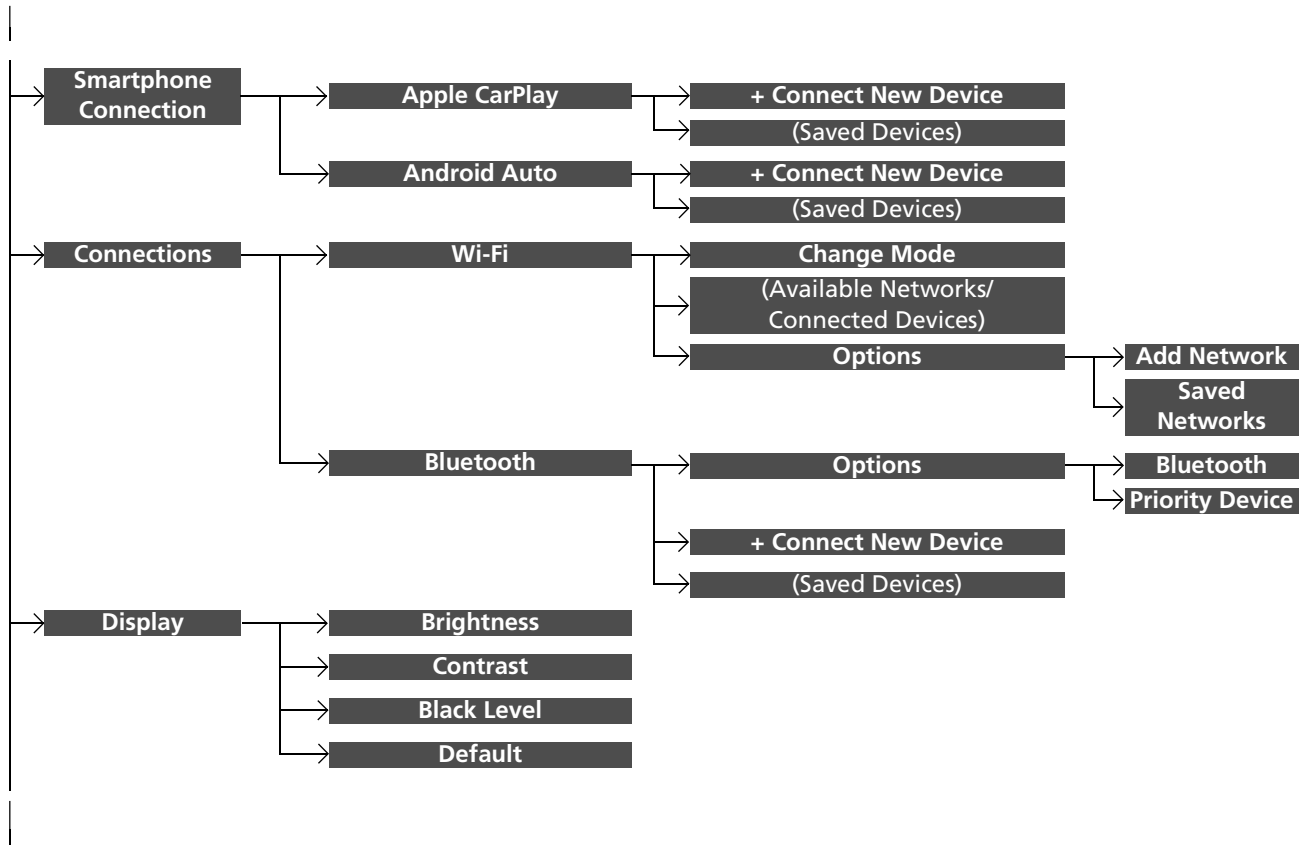 Smartphone
Connection
Apple CarPlay
+ Connect New Device
(Saved Devices)
Android Auto
+ Connect New Device
(Saved Devices)
Connections
Wi-Fi
Change Mode
(Available Networks/
Connected Devices)
Options
Add Network
Saved
Networks
Bluetooth
Options
Bluetooth
Priority Device
+ Connect New Device
(Saved Devices)
Display
Brightness
Contrast
Black Level
Default